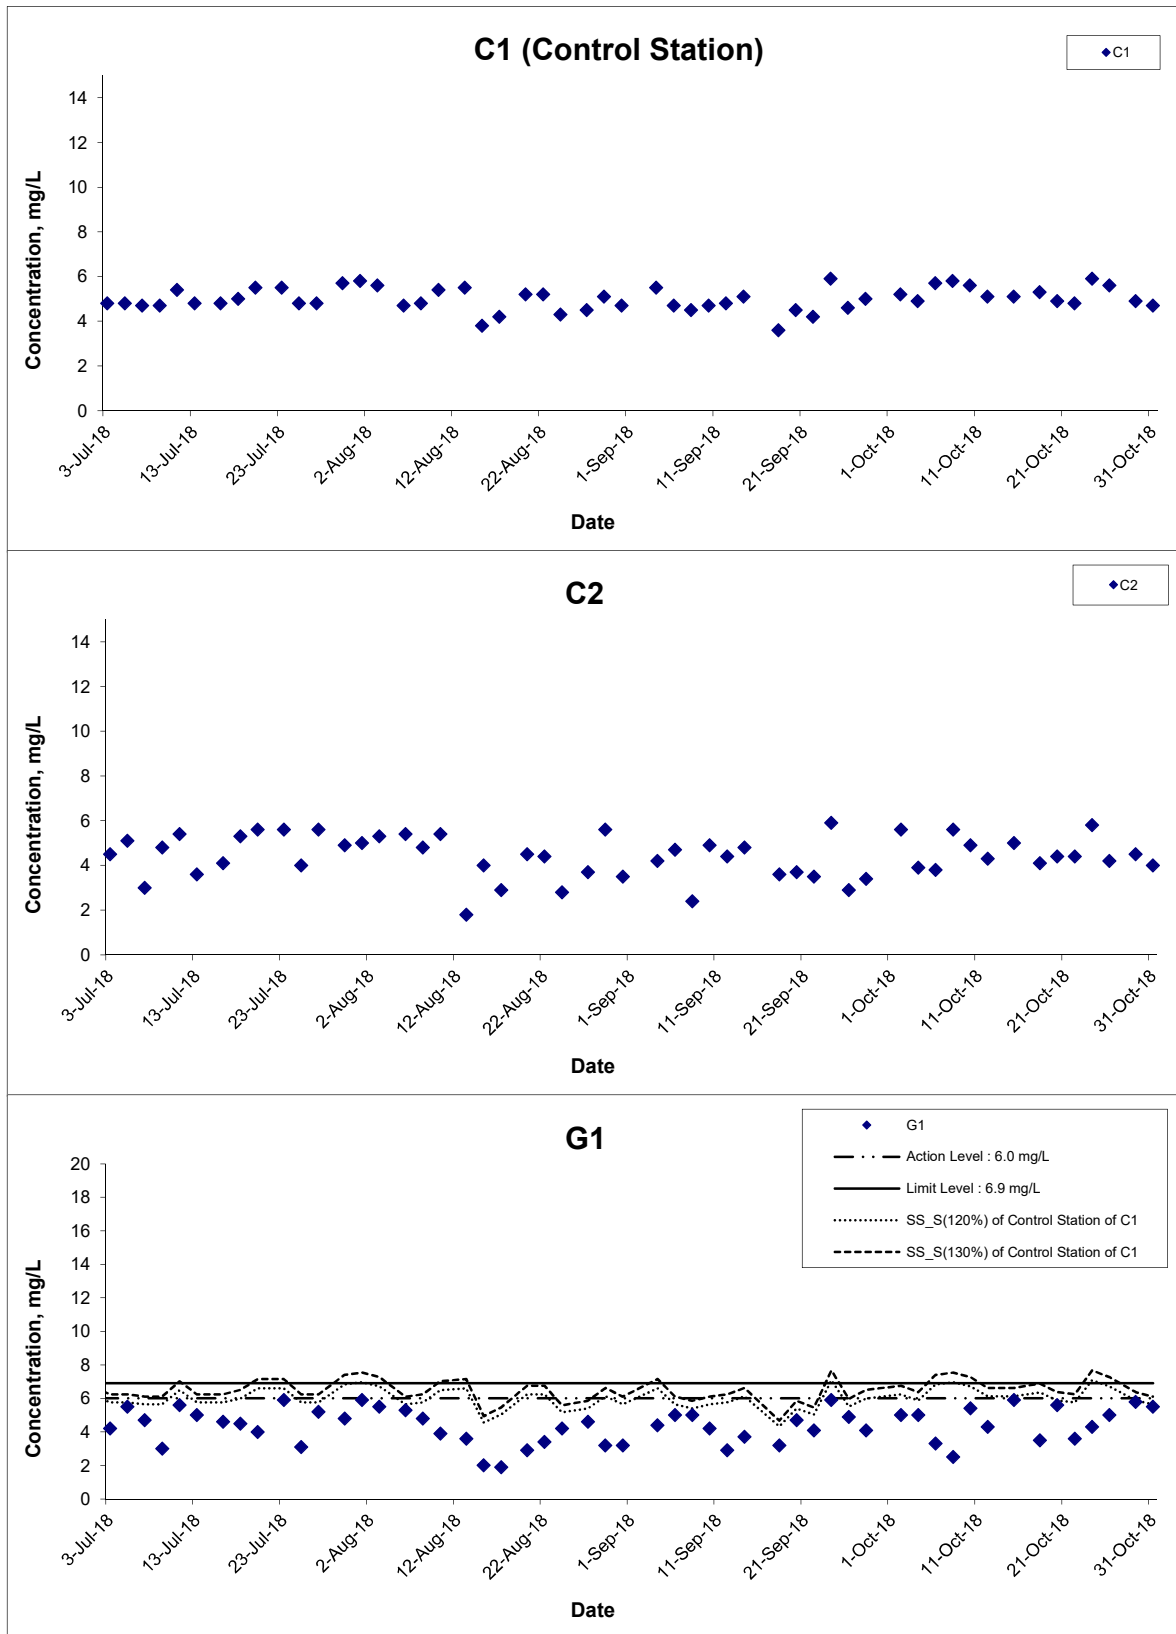 C1 (Control Station)
C1
Concentration, mg/L
14
12
10
8
6
4
2
0
3-Jul-18
13-Jul-18
23-Jul-18
2-Aug-18
12-Aug-18
22-Aug-18
1-Sep-18
11-Sep-18
21-Sep-18
1-Oct-18
11-Oct-18
21-Oct-18
31-Oct-18
Date
C2
C2
Concentration, mg/L
14
12
10
8
6
4
2
0
3-Jul-18
13-Jul-18
23-Jul-18
2-Aug-18
12-Aug-18
22-Aug-18
1-Sep-18
11-Sep-18
21-Sep-18
1-Oct-18
11-Oct-18
21-Oct-18
31-Oct-18
Date
G1
G1
Action Level : 6.0 mg/L
Limit Level : 6.9 mg/L
SS_S(120%) of Control Station of C1
SS_S(130%) of Control Station of C1
Concentration, mg/L
20
18
16
14
12
10
8
6
4
2
0
3-Jul-18
13-Jul-18
23-Jul-18
2-Aug-18
12-Aug-18
22-Aug-18
1-Sep-18
11-Sep-18
21-Sep-18
1-Oct-18
11-Oct-18
21-Oct-18
31-Oct-18
Date